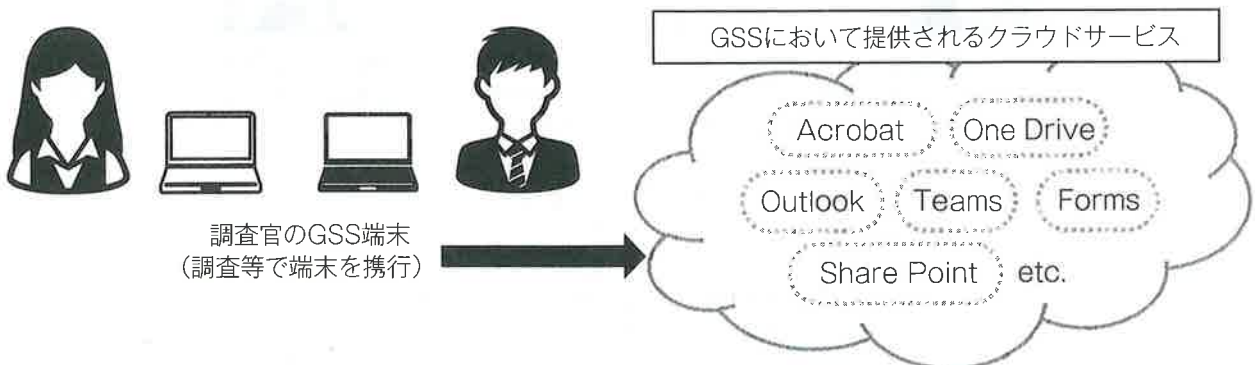 GSSにおいて提供されるクラウドサービス
Acrobat
One Drive
Outlook
Teams
Forms
Share Point
etc.
調査官のGSS端末
（調査等で端末を携行）